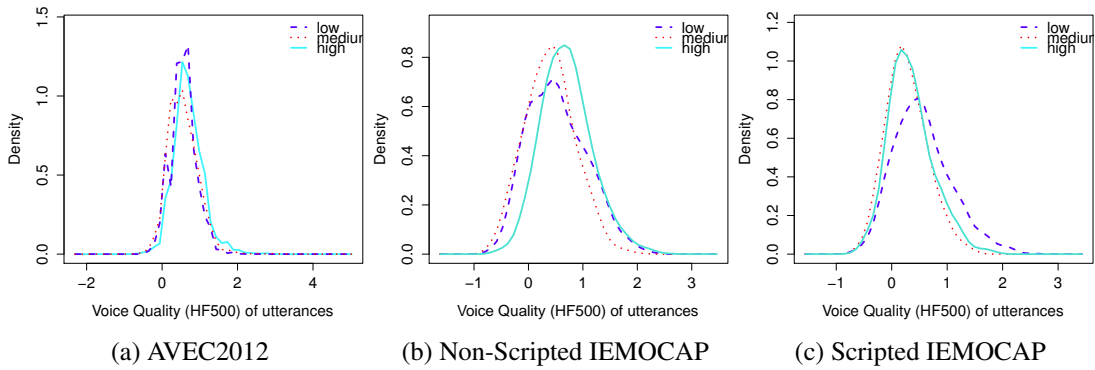 1.5
1.0
0.5
0.0
Density
low
mediur
high
−2 0 2 4
Voice Quality (HF500) of utterances
(a) AVEC2012
0.8
0.6
0.4
0.2
0.0
Density
low
mediur
high
−1 0 1 2 3
Voice Quality (HF500) of utterances
(b) Non-Scripted IEMOCAP
1.2
1.0
0.8
0.6
0.4
0.2
0.0
Density
low
medium
high
−1 0 1 2 3
Voice Quality (HF500) of utterances
(c) Scripted IEMOCAP